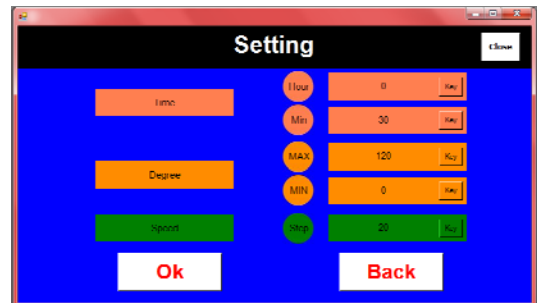 Setting
Close
Time
Hour 0 Key
Min 30 Key
Degree
MAX 120 Key
MIN 0 Key
Speed
Step 20 Key
Ok
Back